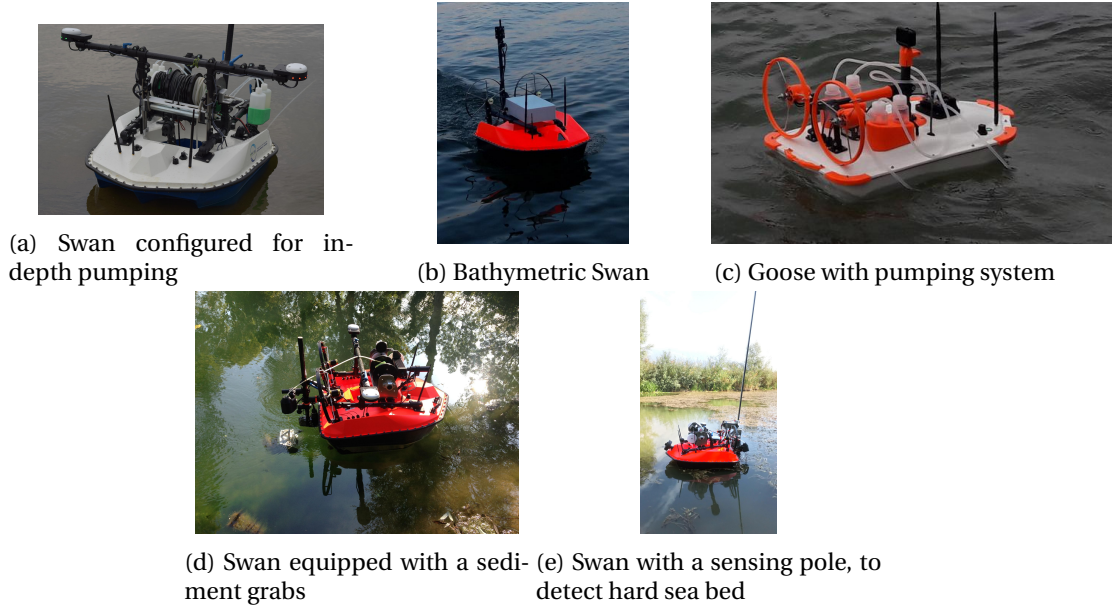 (a) Swan configured for in-
depth pumping
(b) Bathymetric Swan
(c) Goose with pumping system
(d) Swan equipped with a sedi-
ment grabs
(e) Swan with a sensing pole, to
detect hard sea bed